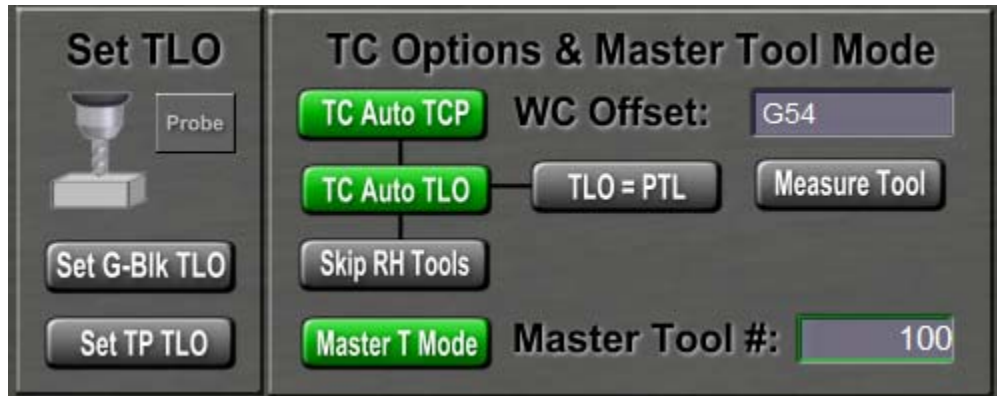 Set TLO
Probe
Set G-Blk TLO
Set TP TLO
TC Options & Master Tool Mode
TC Auto TCP
WC Offset:
G54
TC Auto TLO
TLO = PTL
Measure Tool
Skip RH Tools
Master T Mode
Master Tool #:
100